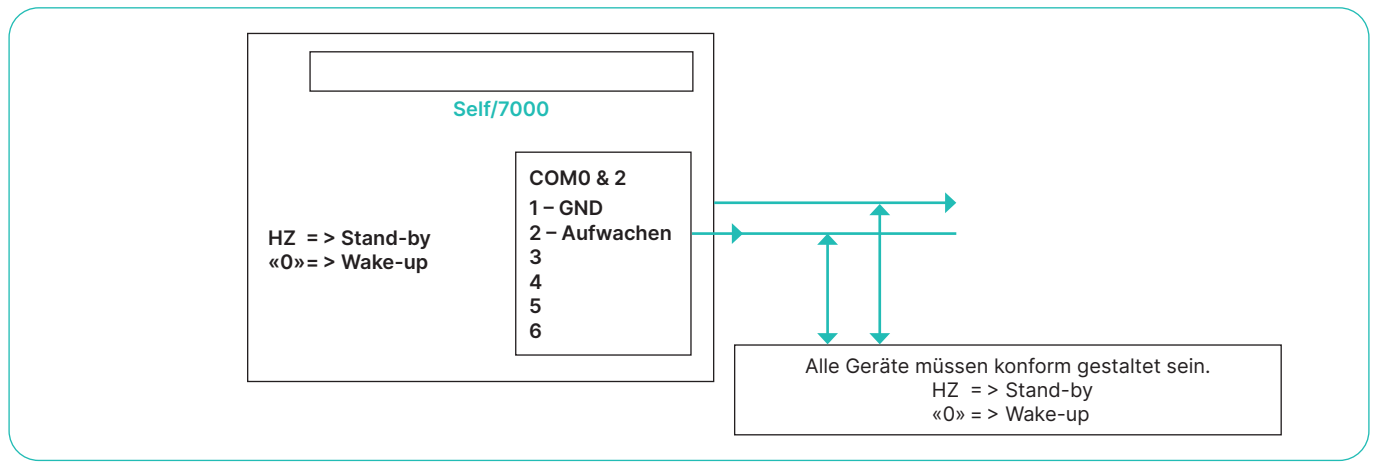 Self/7000
COM0 & 2
1 – GND
2 – Aufwachen
3
4
5
6
HZ = > Stand-by
«0»= > Wake-up
Alle Geräte müssen konform gestaltet sein.
HZ = > Stand-by
«0» = > Wake-up